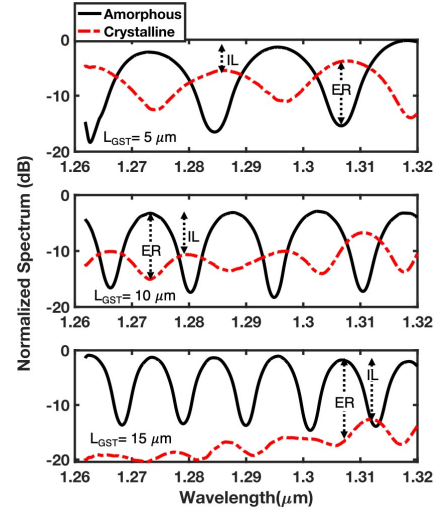 Amorphous
Crystalline
Normalized Spectrum (dB)
0
-10
-20
IL
ER
L_GST= 5 μm
1.26 1.27 1.28 1.29 1.3 1.31 1.32
0
-10
-20
ER
IL
L_GST= 10 μm
1.26 1.27 1.28 1.29 1.3 1.31 1.32
0
-10
-20
IL
ER
L_GST= 15 μm
1.26 1.27 1.28 1.29 1.3 1.31 1.32
Wavelength(μm)